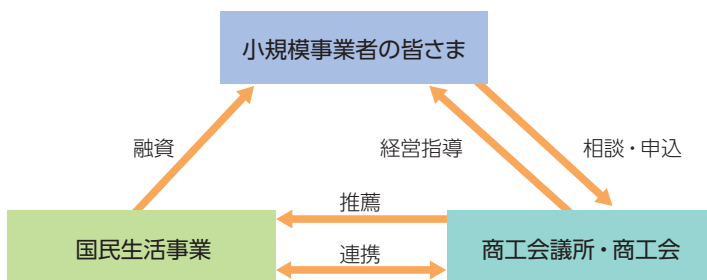 小規模事業者の皆さま
融資
経営指導
相談・申込
推薦
国民生活事業
連携
商工会議所・商工会